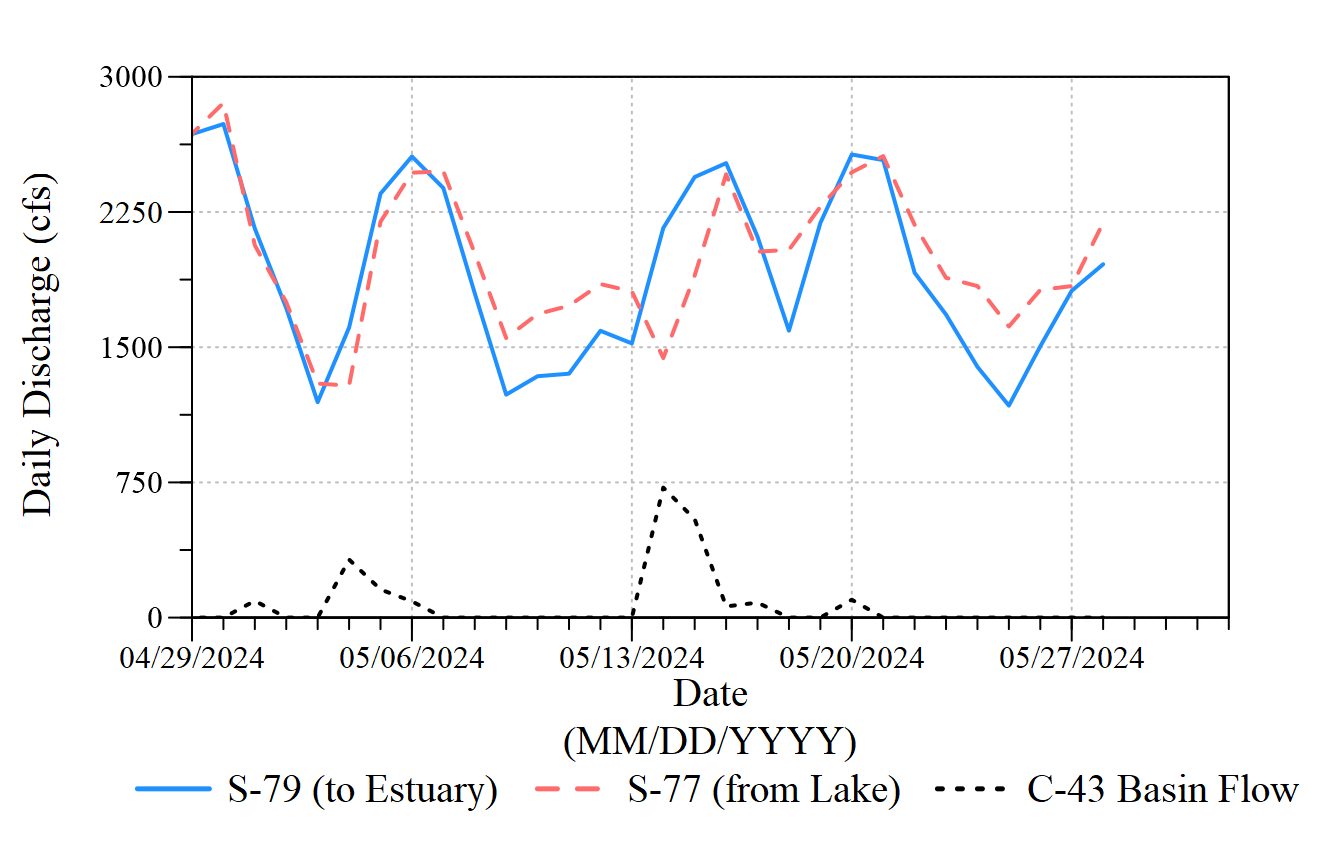 3000
2250
1500
750
0
Daily Discharge (cfs)
04/29/2024 05/06/2024 05/13/2024 05/20/2024 05/27/2024
Date
(MM/DD/YYYY)
S-79 (to Estuary) S-77 (from Lake) C-43 Basin Flow